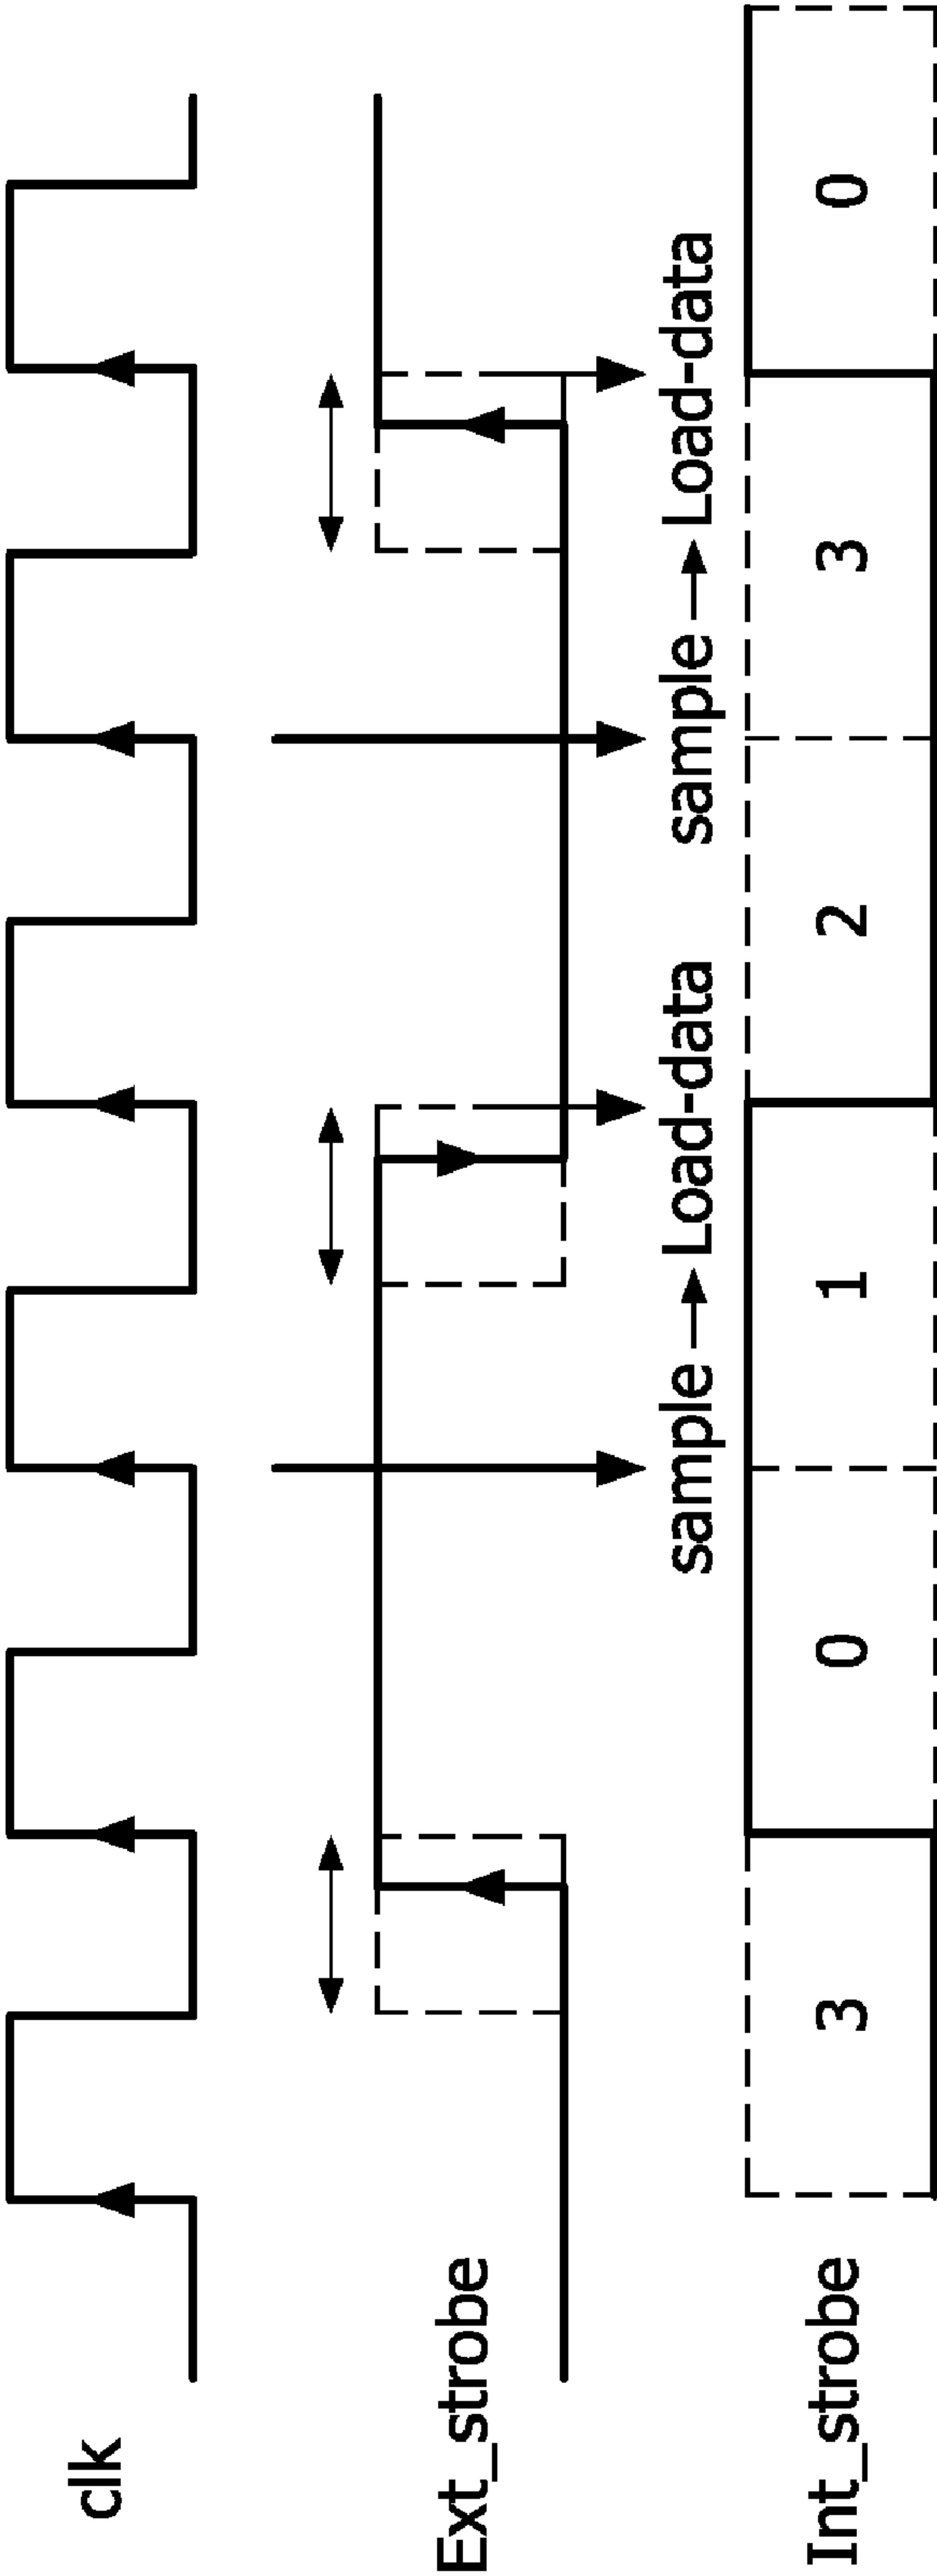 clk
Ext_strobe
sample Load-data sample Load-data
Int_strobe 3 0 1 2 3 0